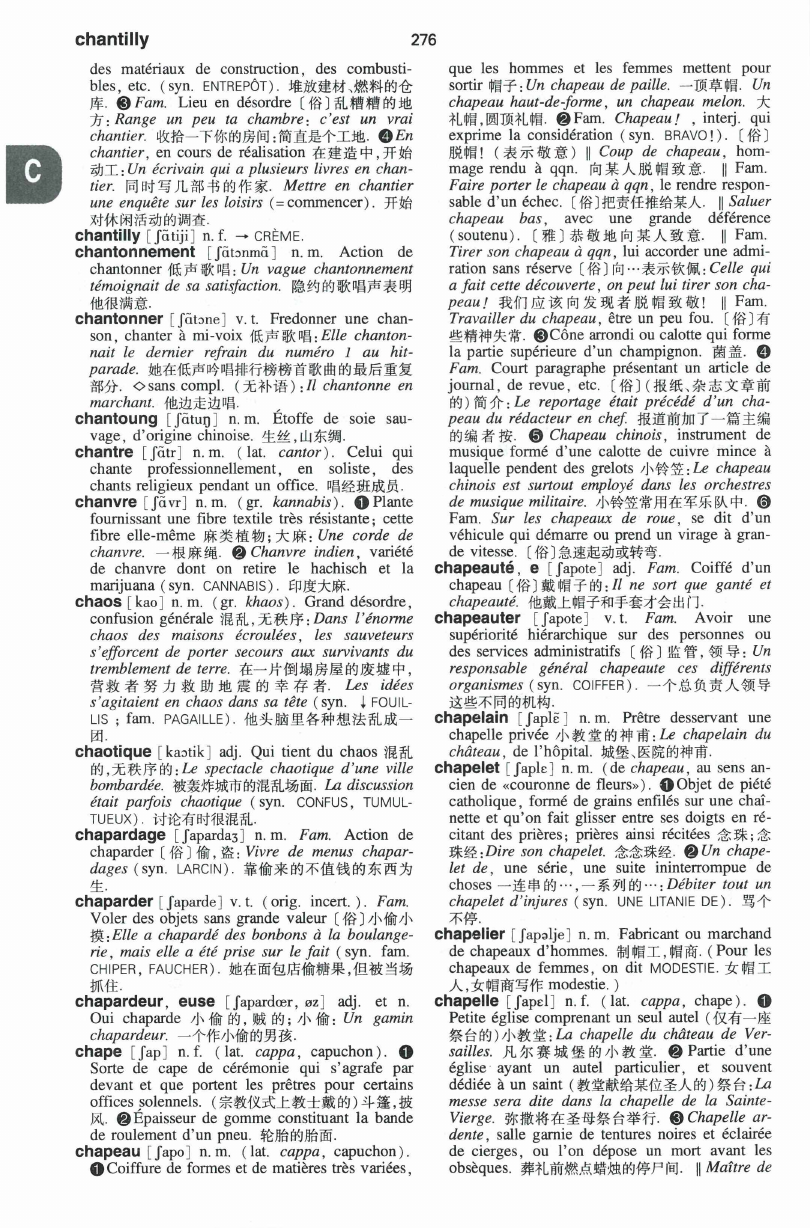 chantilly
276
des matériaux de construction, des combusti-
bles, etc. (syn. ENTREPÔT). 堆放建材、燃料的仓
库. ❸ Fam. Lieu en désordre〔俗〕乱糟糟的地
方: Range un peu ta chambre: c'est un vrai
chantier. 收拾一下你的房间:简直是个工地. ❹ En
chantier, en cours de réalisation 在建造中,开始
动工: Un écrivain qui a plusieurs livres en chan-
tier. 同时写几部书的作家. Mettre en chantier
une enquête sur les loisirs (= commencer). 开始
对休闲活动的调查.
chantilly [ʃɑ̃tiji] n. f. → CRÈME.
chantonnement [ʃɑ̃tɔnmɑ̃] n. m. Action de
chantonner 低声歌唱: Un vague chantonnement
témoignait de sa satisfaction. 隐约的歌唱声表明
他很满意.
chantonner [ʃɑ̃tɔne] v. t. Fredonner une chan-
son, chanter à mi-voix 低声歌唱: Elle chanton-
nait le dernier refrain du numéro 1 au hit-
parade. 她在低声吟唱排行榜榜首歌曲的最后重复
部分. ◇ sans compl. (无补语): Il chantonne en
marchant. 他边走边唱.
chantoung [ʃɑ̃tuŋ] n. m. Étoffe de soie sau-
vage, d'origine chinoise. 生丝,山东绸.
chantre [ʃɑ̃tr] n. m. (lat. cantor). Celui qui
chante professionnellement, en soliste, des
chants religieux pendant un office. 唱经班成员.
chanvre [ʃɑ̃vr] n. m. (gr. kannabis). ❶ Plante
fournissant une fibre textile très résistante; cette
fibre elle-même 麻类植物;大麻: Une corde de
chanvre. 一根麻绳. ❷ Chanvre indien, variété
de chanvre dont on retire le hachisch et la
marijuana (syn. CANNABIS). 印度大麻.
chaos [kao] n. m. (gr. khaos). Grand désordre,
confusion générale 混乱,无秩序: Dans l'énorme
chaos des maisons écroulées, les sauveteurs
s'efforcent de porter secours aux survivants du
tremblement de terre. 在一片倒塌房屋的废墟中,
营救者努力救助地震的幸存者. Les idées
s'agitaient en chaos dans sa tête (syn. ↓ FOUIL-
LIS ; fam. PAGAILLE). 他头脑里各种想法乱成一
团.
chaotique [kaɔtik] adj. Qui tient du chaos 混乱
的,无秩序的: Le spectacle chaotique d'une ville
bombardée. 被轰炸城市的混乱场面. La discussion
était parfois chaotique (syn. CONFUS, TUMUL-
TUEUX). 讨论有时很混乱.
chapardage [ʃapardaʒ] n. m. Fam. Action de
chaparder〔俗〕偷,盗: Vivre de menus chapar-
dages (syn. LARCIN). 靠偷来的不值钱的东西为
生.
chaparder [ʃaparde] v. t. (orig. incert.). Fam.
Voler des objets sans grande valeur〔俗〕小偷小
摸: Elle a chapardé des bonbons à la boulange-
rie, mais elle a été prise sur le fait (syn. fam.
CHIPER, FAUCHER). 她在面包店偷糖果,但被当场
抓住.
chapardeur, euse [ʃapardœr, øz] adj. et n.
Oui chaparde 小偷的,贼的;小偷: Un gamin
chapardeur. 一个作小偷的男孩.
chape [ʃap] n. f. (lat. cappa, capuchon). ❶
Sorte de cape de cérémonie qui s'agrafe par
devant et que portent les prêtres pour certains
offices solennels. (宗教仪式上教士戴的)斗篷,披
风. ❷ Épaisseur de gomme constituant la bande
de roulement d'un pneu. 轮胎的胎面.
chapeau [ʃapo] n. m. (lat. cappa, capuchon).
❶ Coiffure de formes et de matières très variées,
que les hommes et les femmes mettent pour
sortir 帽子: Un chapeau de paille. 一顶草帽. Un
chapeau haut-de-forme, un chapeau melon. 大
礼帽,圆顶礼帽. ❷ Fam. Chapeau! , interj. qui
exprime la considération (syn. BRAVO!). 〔俗〕
脱帽! (表示敬意) ‖ Coup de chapeau, hom-
mage rendu à qqn. 向某人脱帽致意. ‖ Fam.
Faire porter le chapeau à qqn, le rendre respon-
sable d'un échec. 〔俗〕把责任推给某人. ‖ Saluer
chapeau bas, avec une grande déférence
(soutenu). 〔雅〕恭敬地向某人致意. ‖ Fam.
Tirer son chapeau à qqn, lui accorder une admi-
ration sans réserve〔俗〕向…表示钦佩: Celle qui
a fait cette découverte, on peut lui tirer son cha-
peau! 我们应该向发现者脱帽致敬! ‖ Fam.
Travailler du chapeau, être un peu fou. 〔俗〕有
些精神失常. ❸ Cône arrondi ou calotte qui forme
la partie supérieure d'un champignon. 菌盖. ❹
Fam. Court paragraphe présentant un article de
journal, de revue, etc. 〔俗〕(报纸、杂志文章前
的)简介: Le reportage était précédé d'un cha-
peau du rédacteur en chef. 报道前加了一篇主编
的编者按. ❺ Chapeau chinois, instrument de
musique formé d'une calotte de cuivre mince à
laquelle pendent des grelots 小铃笠: Le chapeau
chinois est surtout employé dans les orchestres
de musique militaire. 小铃笠常用在军乐队中. ❻
Fam. Sur les chapeaux de roue, se dit d'un
véhicule qui démarre ou prend un virage à gran-
de vitesse. 〔俗〕急速起动或转弯.
chapeauté, e [ʃapote] adj. Fam. Coiffé d'un
chapeau〔俗〕戴帽子的: Il ne sort que ganté et
chapeauté. 他戴上帽子和手套才会出门.
chapeauter [ʃapote] v. t. Fam. Avoir une
supériorité hiérarchique sur des personnes ou
des services administratifs〔俗〕监管,领导: Un
responsable général chapeaute ces différents
organismes (syn. COIFFER). 一个总负责人领导
这些不同的机构.
chapelain [ʃaplɛ̃] n. m. Prêtre desservant une
chapelle privée 小教堂的神甫: Le chapelain du
château, de l'hôpital. 城堡、医院的神甫.
chapelet [ʃaplɛ] n. m. (de chapeau, au sens an-
cien de «couronne de fleurs»). ❶ Objet de piété
catholique, formé de grains enfilés sur une chaî-
nette et qu'on fait glisser entre ses doigts en ré-
citant des prières; prières ainsi récitées 念珠;念
珠经: Dire son chapelet. 念念珠经. ❷ Un chape-
let de, une série, une suite ininterrompue de
choses 一连串的…,一系列的…: Débiter tout un
chapelet d'injures (syn. UNE LITANIE DE). 骂个
不停.
chapelier [ʃapəlje] n. m. Fabricant ou marchand
de chapeaux d'hommes. 制帽工,帽商. (Pour les
chapeaux de femmes, on dit MODESTIE. 女帽工
人,女帽商写作 modestie.)
chapelle [ʃapɛl] n. f. (lat. cappa, chape). ❶
Petite église comprenant un seul autel (仅有一座
祭台的)小教堂: La chapelle du château de Ver-
sailles. 凡尔赛城堡的小教堂. ❷ Partie d'une
église ayant un autel particulier, et souvent
dédiée à un saint (教堂献给某位圣人的)祭台: La
messe sera dite dans la chapelle de la Sainte-
Vierge. 弥撒将在圣母祭台举行. ❸ Chapelle ar-
dente, salle garnie de tentures noires et éclairée
de cierges, ou l'on dépose un mort avant les
obsèques. 葬礼前燃点蜡烛的停尸间. ‖ Maître de
C